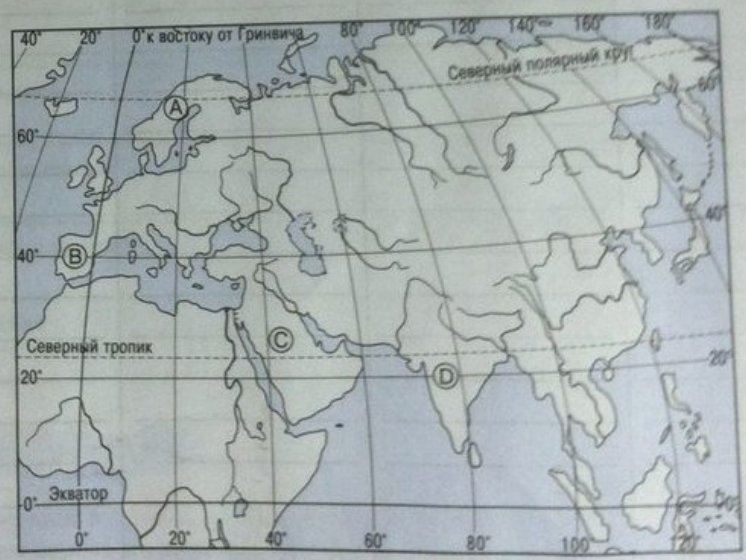 40° 20° 0° к востоку от Гринвича 80° 100° 120° 140° 160° 180°
Северный полярный круг
60°
A
60°
40°
40°
B
C
Северный тропик
20°
20°
D
0°
Экватор
0° 20° 40° 60° 80° 100° 120°